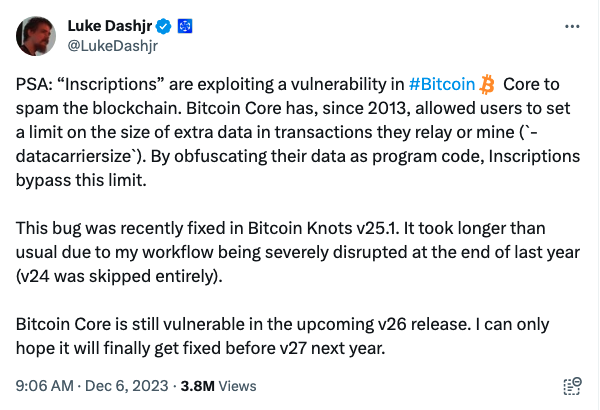 Luke Dashjr
@LukeDashjr
PSA: “Inscriptions” are exploiting a vulnerability in #Bitcoin Core to
spam the blockchain. Bitcoin Core has, since 2013, allowed users to set
a limit on the size of extra data in transactions they relay or mine (`-
datacarriersize`). By obfuscating their data as program code, Inscriptions
bypass this limit.
This bug was recently fixed in Bitcoin Knots v25.1. It took longer than
usual due to my workflow being severely disrupted at the end of last year
(v24 was skipped entirely).
Bitcoin Core is still vulnerable in the upcoming v26 release. I can only
hope it will finally get fixed before v27 next year.
9:06 AM · Dec 6, 2023 · 3.8M Views